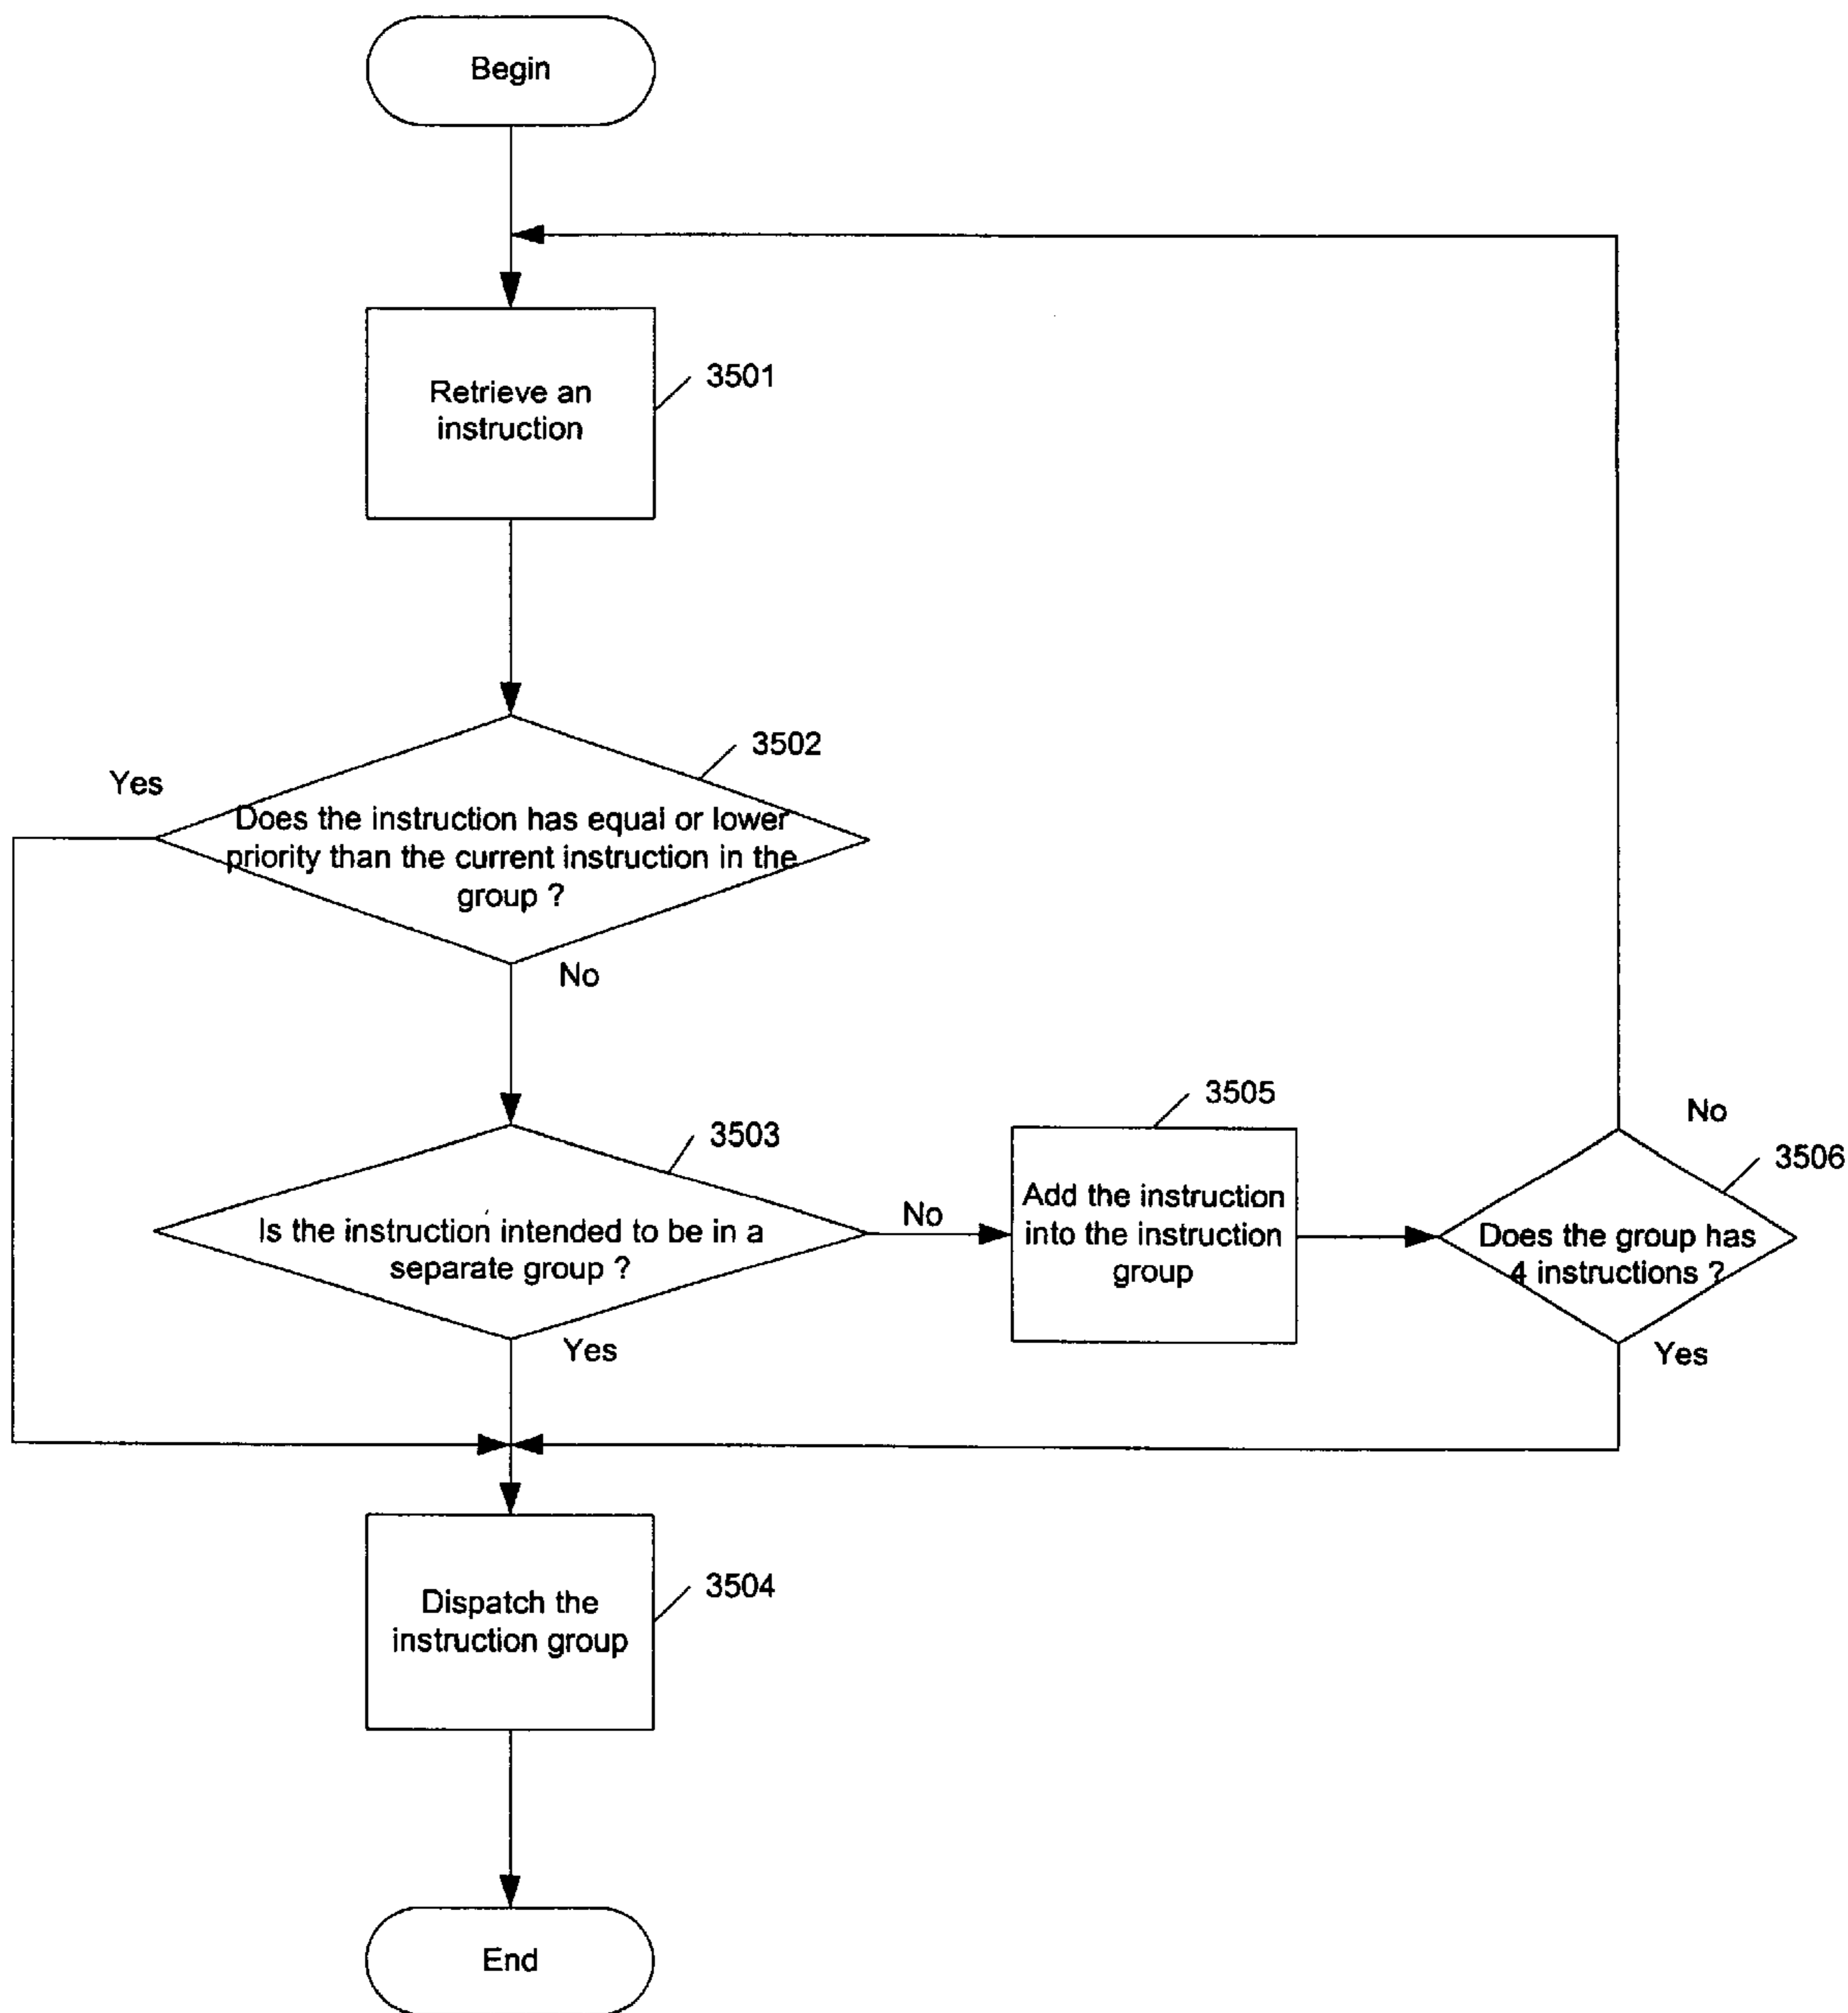 Begin
Retrieve an
instruction
3501
3502
Yes
Does the instruction has equal or lower
priority than the current instruction in the
group ?
No
3503
Is the instruction intended to be in a
separate group ?
No
Yes
3505
Add the instruction
into the instruction
group
No
3506
Does the group has
4 instructions ?
Yes
Dispatch the
instruction group
3504
End